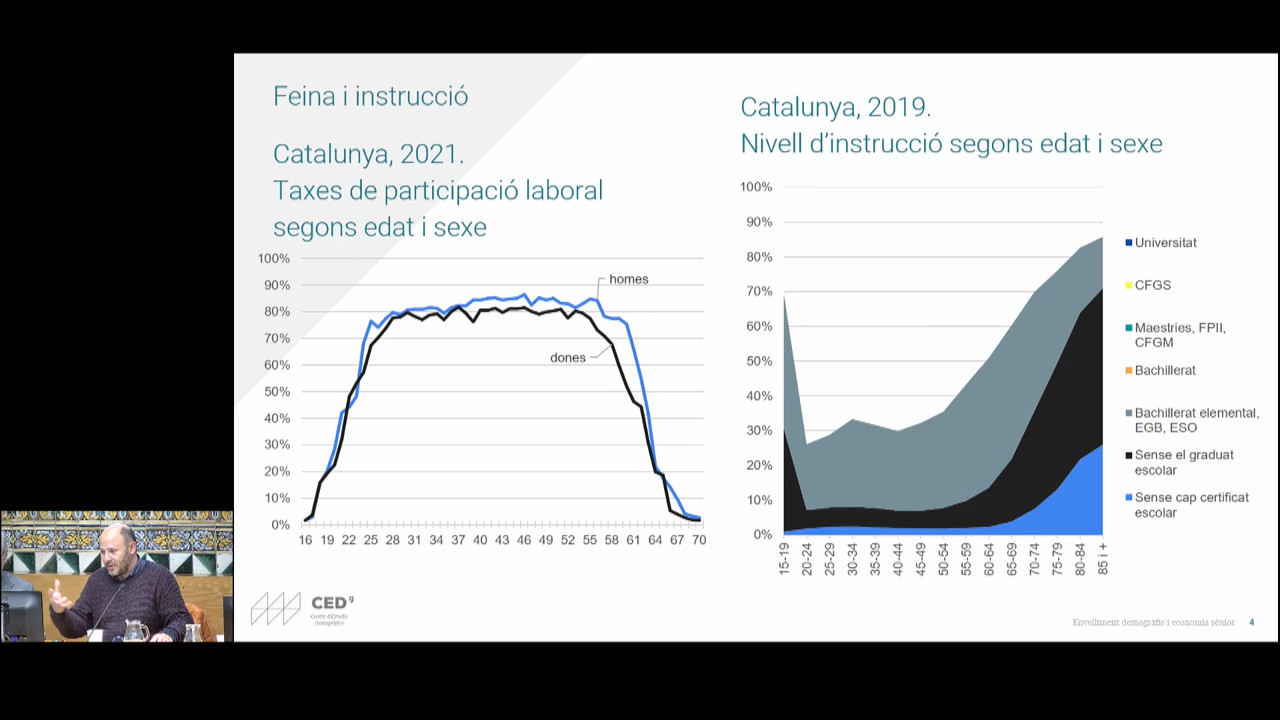 Feina i instrucció
Catalunya, 2021.
Taxes de participació laboral
segons edat i sexe
100%
90%
80%
70%
60%
50%
40%
30%
20%
10%
0%
homes
dones
16 19 22 25 28 31 34 37 40 43 46 49 52 55 58 61 64 67 70
Catalunya, 2019.
Nivell d'instrucció segons edat i sexe
100%
90%
80%
70%
60%
50%
40%
30%
20%
10%
0%
15-19 20-24 25-29 30-34 35-39 40-44 45-49 50-54 55-59 60-64 65-69 70-74 75-79 80-84 85 i +
Universitat
CFGS
Maestries, FPII,
CFGM
Bachillerat
Bachillerat elemental,
EGB, ESO
Sense el graduat
escolar
Sense cap certificat
escolar
CED
Centre d'Estudis
Demogràfics
Envelliment demogràfic i economia sènior 4